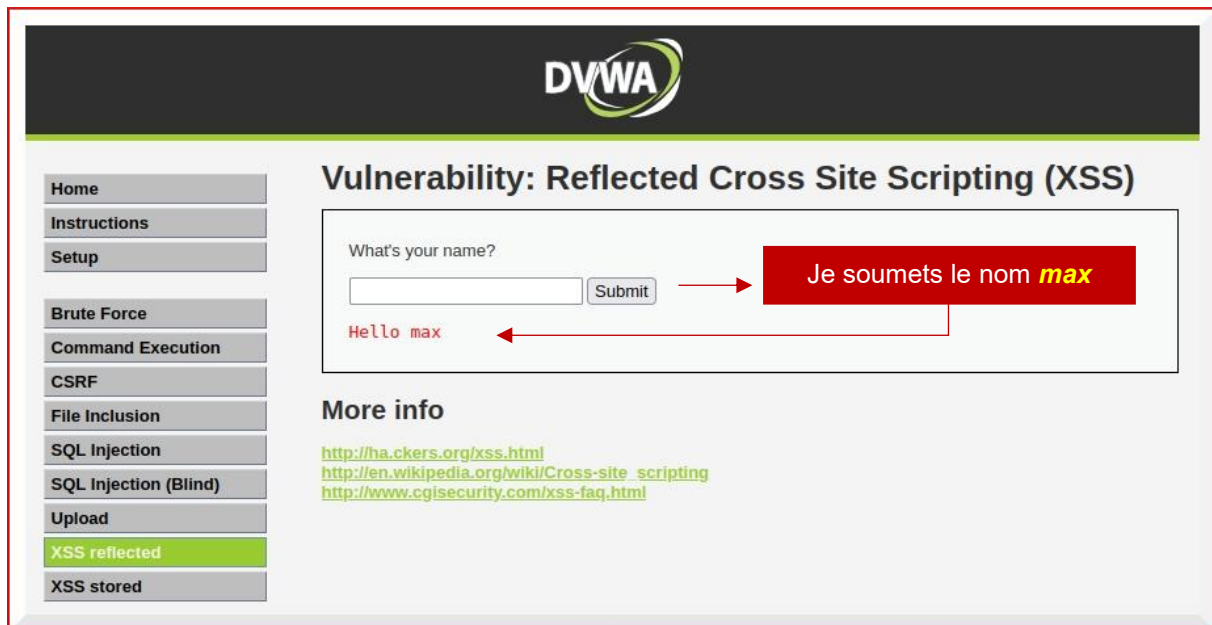 DVWA
Home
Instructions
Setup
Brute Force
Command Execution
CSRF
File Inclusion
SQL Injection
SQL Injection (Blind)
Upload
XSS reflected
XSS stored
Vulnerability: Reflected Cross Site Scripting (XSS)
What's your name?
Submit
Je soumets le nom max
Hello max
More info
http://ha.ckers.org/xss.html
http://en.wikipedia.org/wiki/Cross-site_scripting
http://www.cgisecurity.com/xss-faq.html